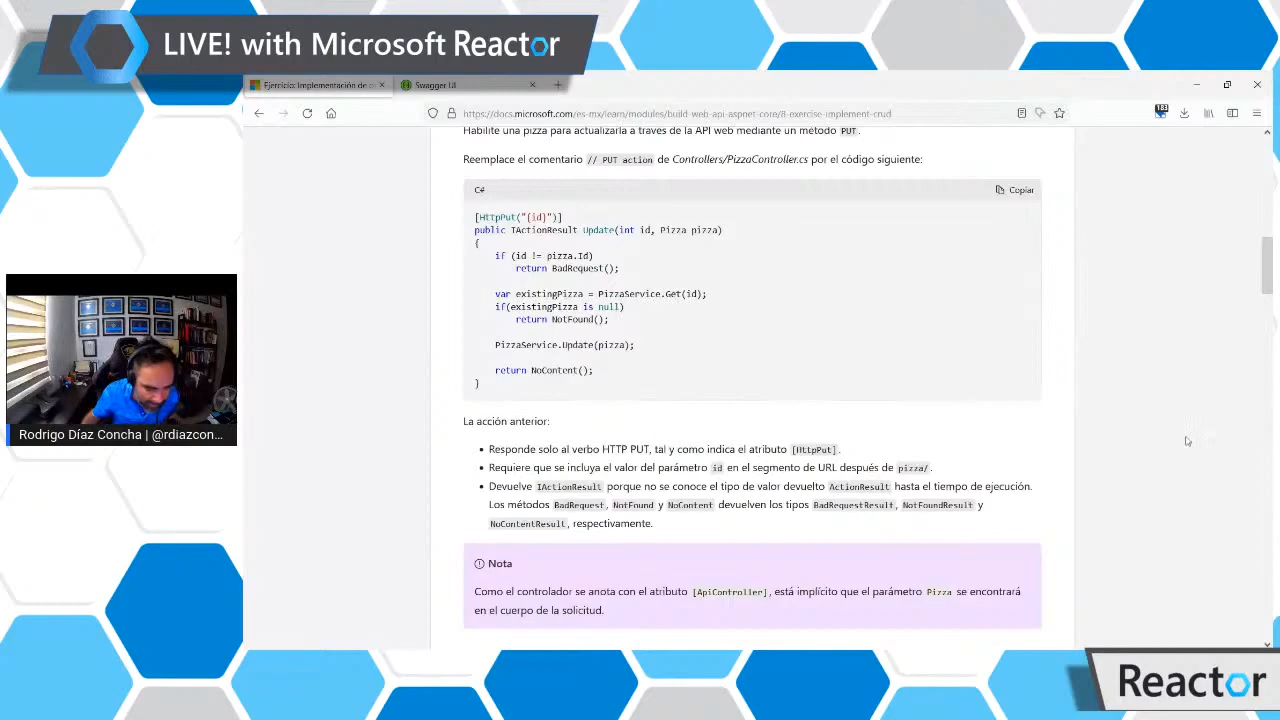 LIVE! with Microsoft Reactor
Ejercicio: Implementación de o
Swagger UI
183
https://docs.microsoft.com/es-mx/learn/modules/build-web-api-aspnet-core/8-exercise-implement-crud
Habilite una pizza para actualizarla a través de la API web mediante un método PUT.
Reemplace el comentario // PUT action de Controllers/PizzaController.cs por el código siguiente:
C#
Copiar
[HttpPut("{id}")]
public IActionResult Update(int id, Pizza pizza)
{
if (id != pizza.Id)
return BadRequest();
var existingPizza = PizzaService.Get(id);
if(existingPizza is null)
return NotFound();
PizzaService.Update(pizza);
return NoContent();
}
La acción anterior:
Responde solo al verbo HTTP PUT, tal y como indica el atributo [HttpPut].
Requiere que se incluya el valor del parámetro id en el segmento de URL después de pizza/.
Devuelve IActionResult porque no se conoce el tipo de valor devuelto ActionResult hasta el tiempo de ejecución.
Los métodos BadRequest, NotFound y NoContent devuelven los tipos BadRequestResult, NotFoundResult y
NoContentResult, respectivamente.
Nota
Como el controlador se anota con el atributo [ApiController], está implícito que el parámetro Pizza se encontrará
en el cuerpo de la solicitud.
Rodrigo Díaz Concha | @rdiazcon...
Reactor